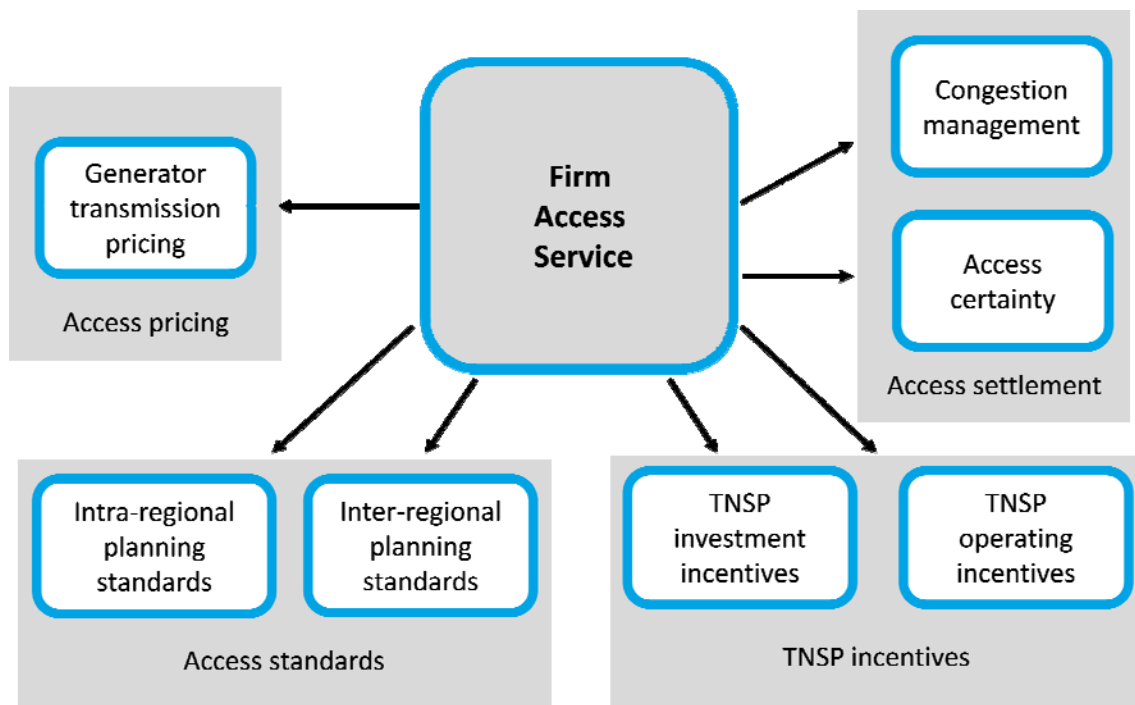 Firm
Access
Service
Generator
transmission
pricing
Access pricing
Congestion
management
Access
certainty
Access settlement
Intra-regional
planning
standards
Inter-regional
planning
standards
Access standards
TNSP
investment
incentives
TNSP
operating
incentives
TNSP incentives